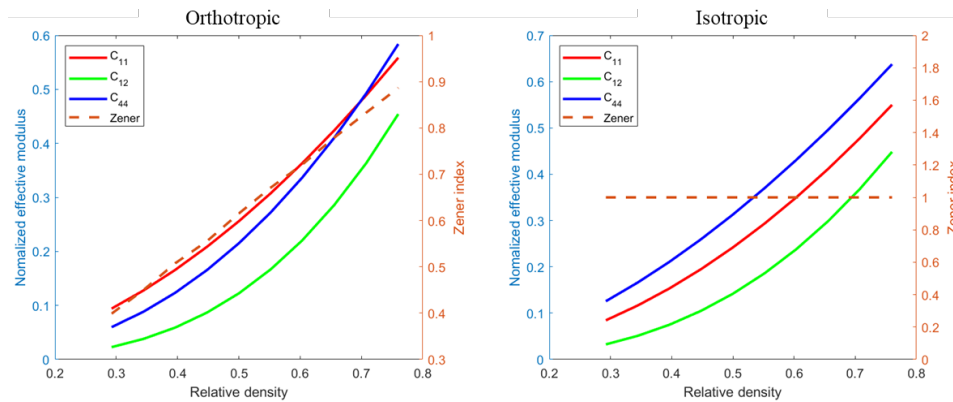 Orthotropic
0.6
0.5
0.4
0.3
0.2
0.1
0
Nomalized effective modulus
C11
C12
C44
Zener
1
0.9
0.8
0.7
0.6
0.5
0.4
0.3
Zener index
0.2 0.3 0.4 0.5 0.6 0.7 0.8
Relative density
Isotropic
0.7
0.6
0.5
0.4
0.3
0.2
0.1
0
Nomalized effective modulus
C11
C12
C44
Zener
2
1.8
1.6
1.4
1.2
1
0.8
0.6
0.4
0.2
0
Zener index
0.2 0.3 0.4 0.5 0.6 0.7 0.8
Relative density